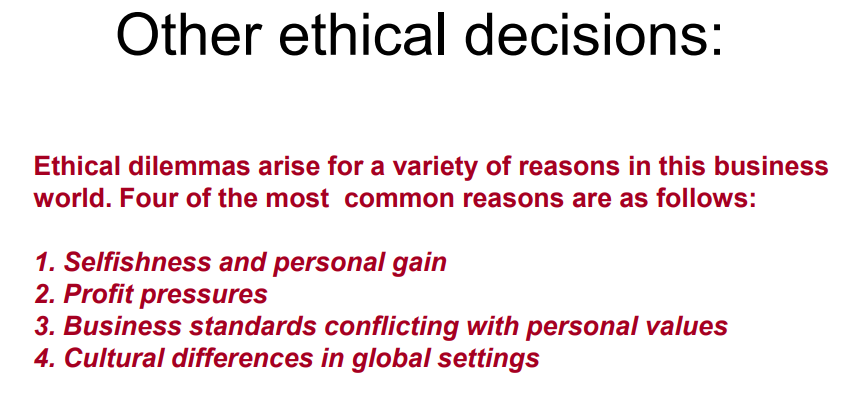 Other ethical decisions:
Ethical dilemmas arise for a variety of reasons in this business
world. Four of the most  common reasons are as follows:
1. Selfishness and personal gain
2. Profit pressures
3. Business standards conflicting with personal values
4. Cultural differences in global settings